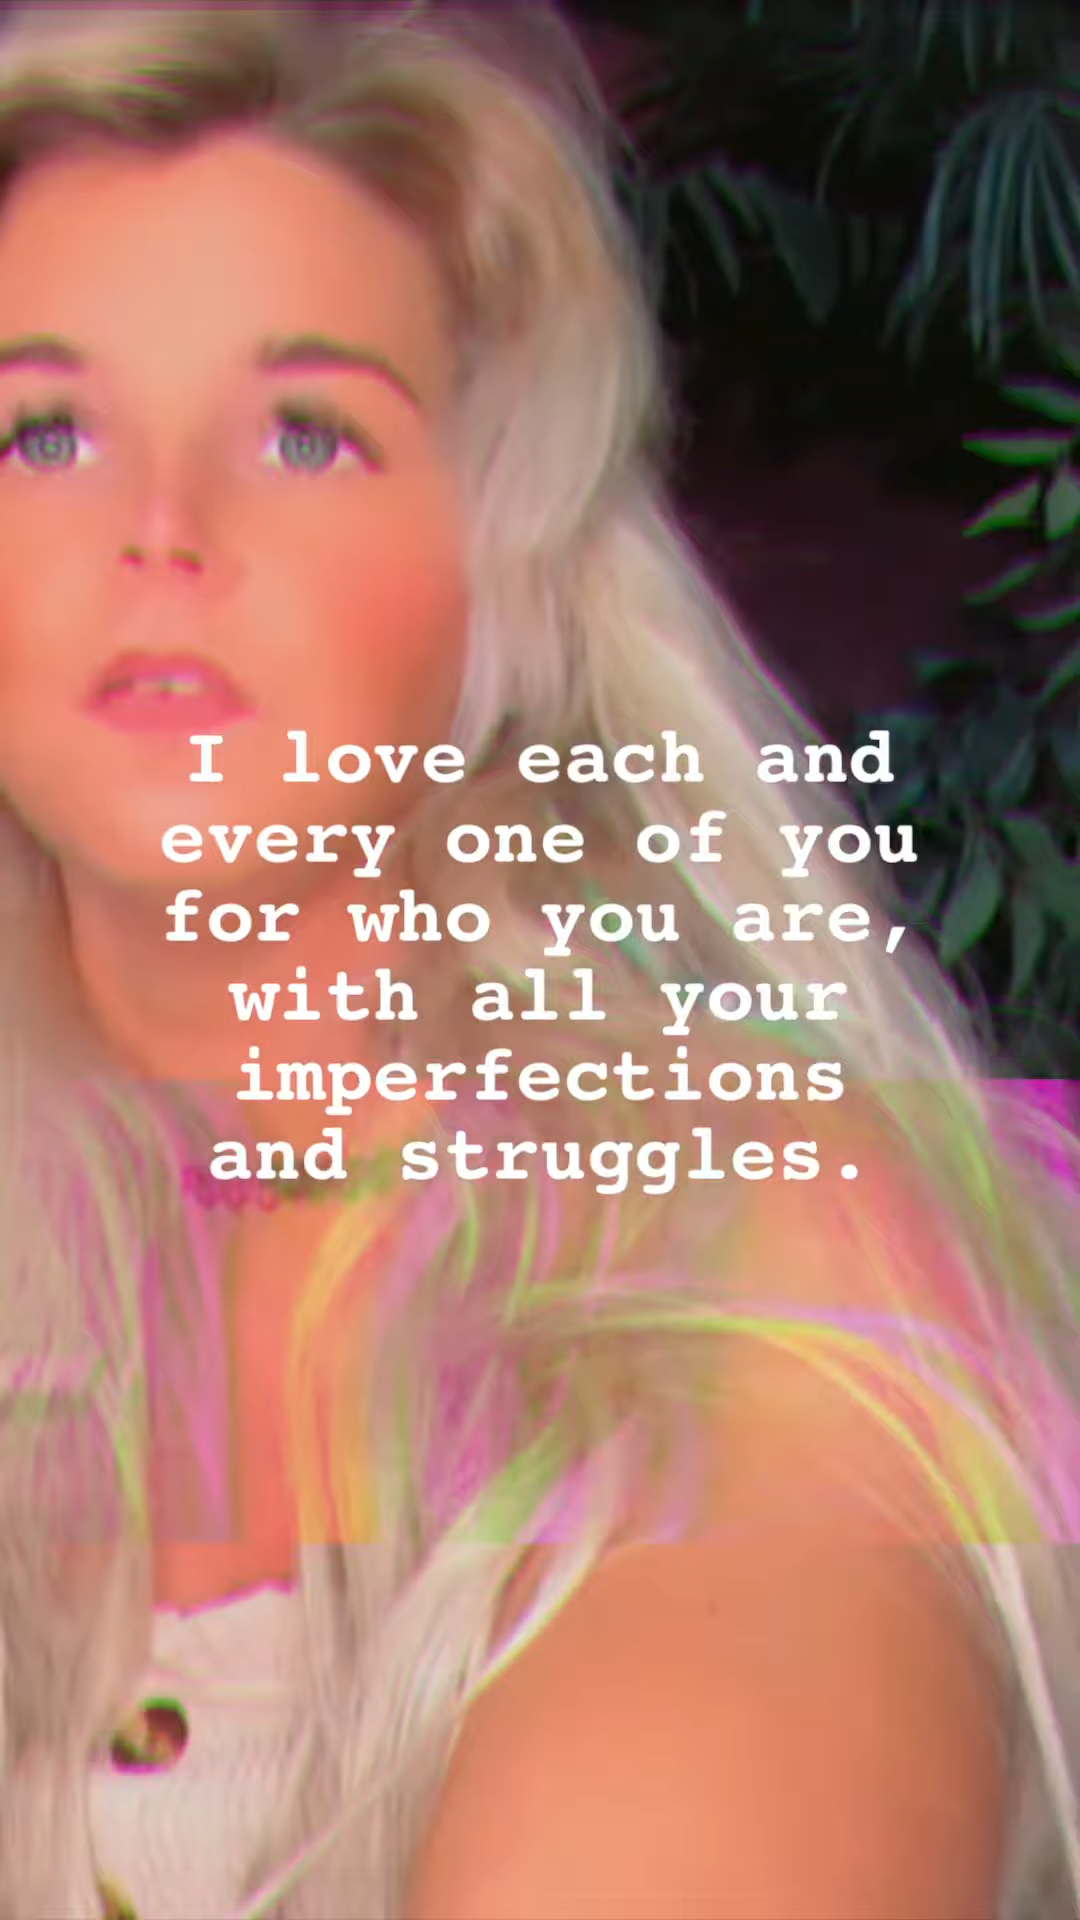 I love each and
every one of you
for who you are,
with all your
imperfections
and struggles.